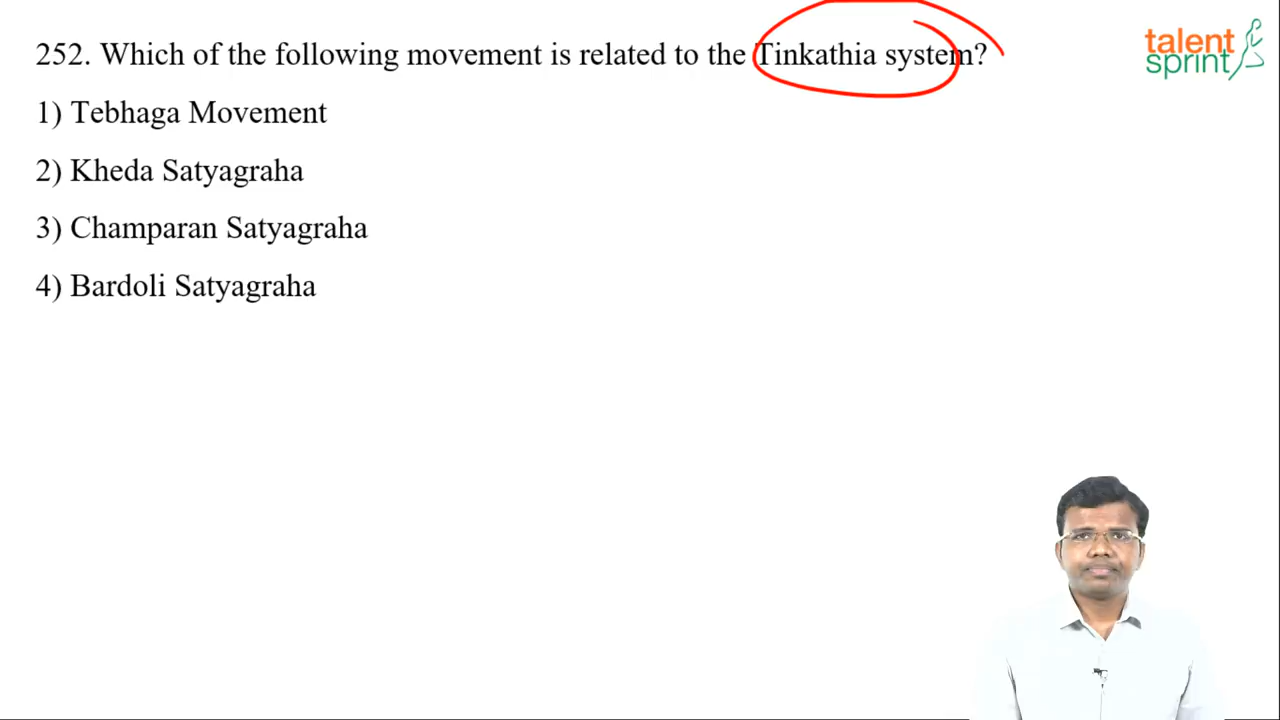 252. Which of the following movement is related to the Tinkathia system?
talent
sprint
1) Tebhaga Movement
2) Kheda Satyagraha
3) Champaran Satyagraha
4) Bardoli Satyagraha